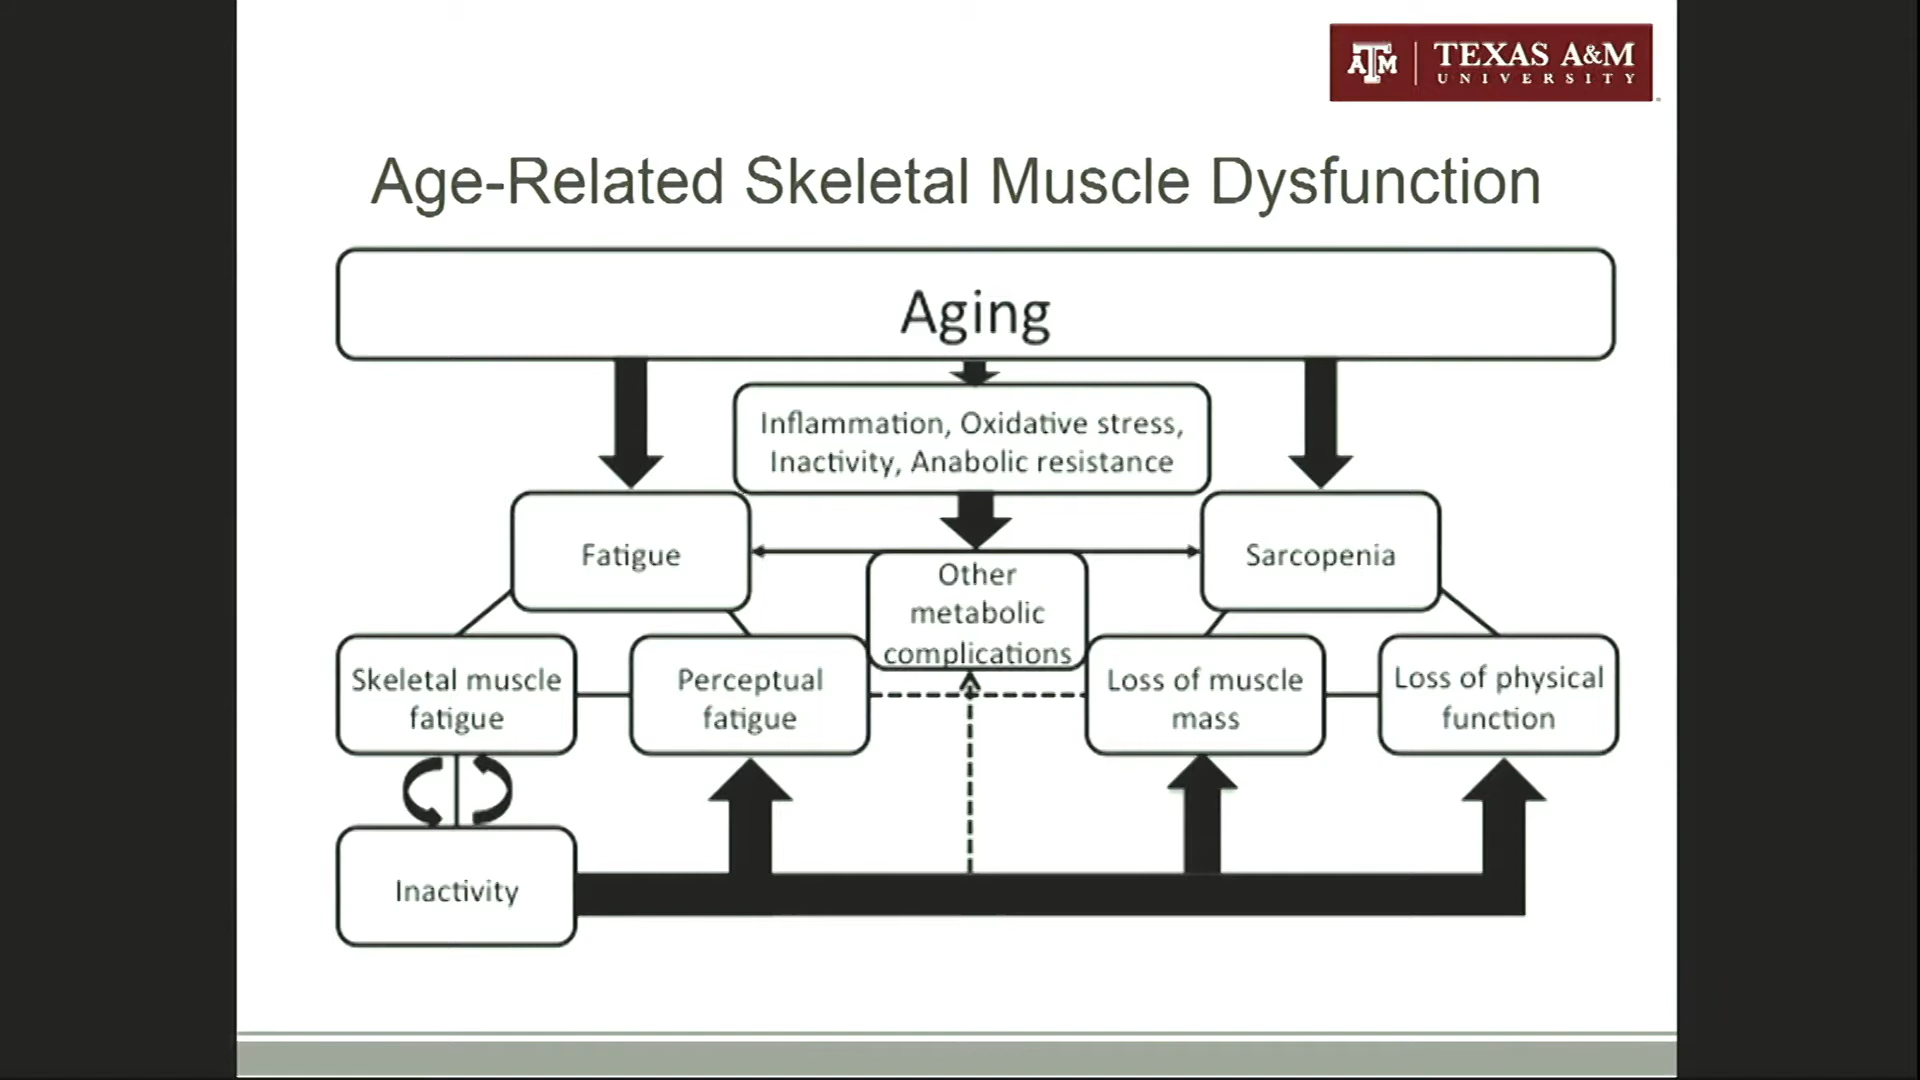 ATM
TEXAS A&M
UNIVERSITY
Age-Related Skeletal Muscle Dysfunction
Aging
Inflammation, Oxidative stress,
Inactivity, Anabolic resistance
Fatigue
Other
metabolic
complications
Sarcopenia
Skeletal muscle
fatigue
Perceptual
fatigue
Loss of muscle
mass
Loss of physical
function
Inactivity